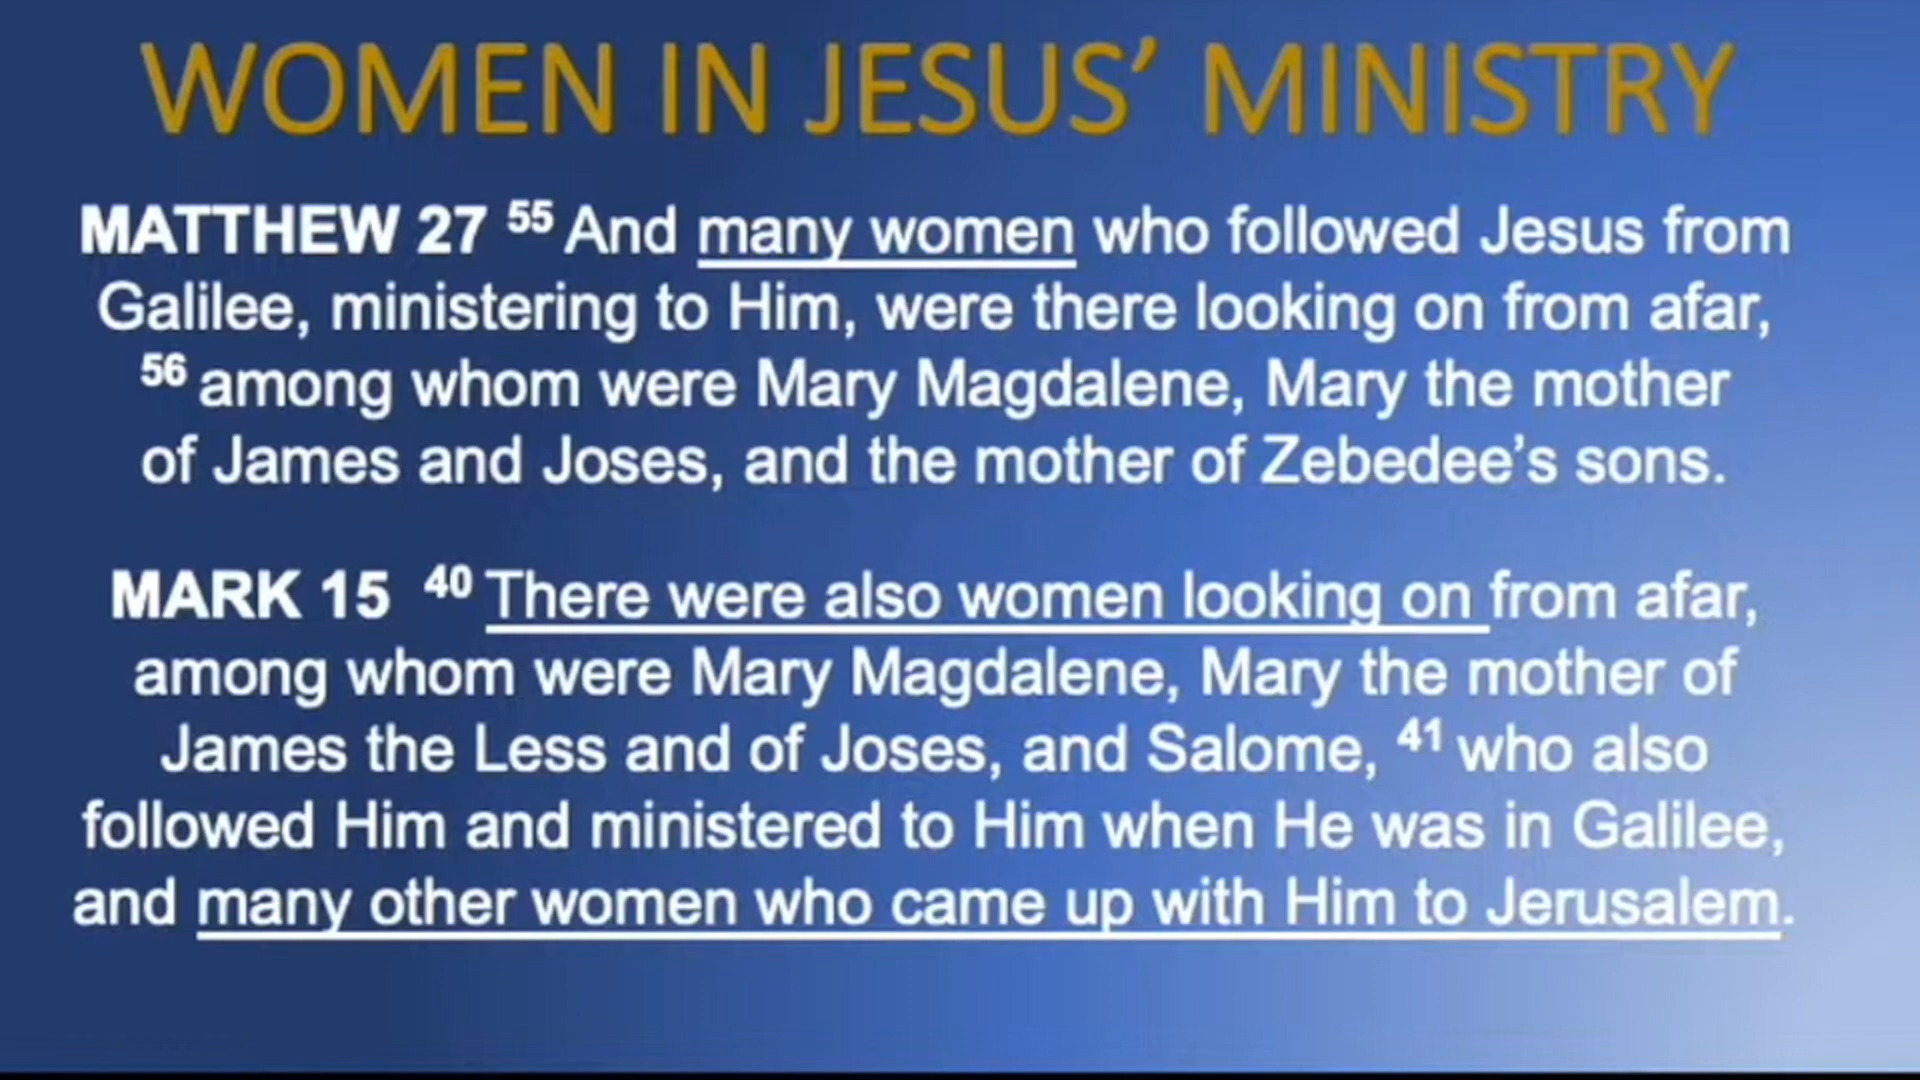 WOMEN IN JESUS’ MINISTRY
MATTHEW 27 55 And many women who followed Jesus from
Galilee, ministering to Him, were there looking on from afar,
56 among whom were Mary Magdalene, Mary the mother
of James and Joses, and the mother of Zebedee’s sons.
MARK 15 40 There were also women looking on from afar,
among whom were Mary Magdalene, Mary the mother of
James the Less and of Joses, and Salome, 41 who also
followed Him and ministered to Him when He was in Galilee,
and many other women who came up with Him to Jerusalem.